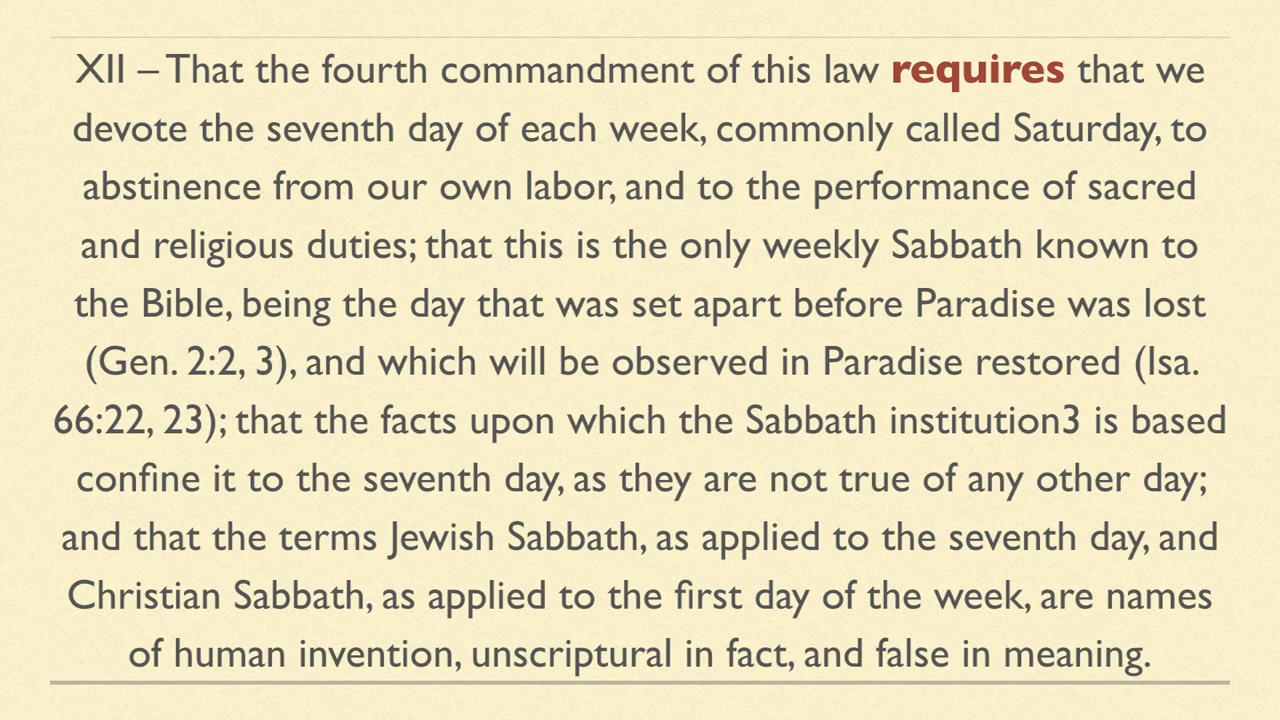 XII – That the fourth commandment of this law requires that we
devote the seventh day of each week, commonly called Saturday, to
abstinence from our own labor, and to the performance of sacred
and religious duties; that this is the only weekly Sabbath known to
the Bible, being the day that was set apart before Paradise was lost
(Gen. 2:2, 3), and which will be observed in Paradise restored (Isa.
66:22, 23); that the facts upon which the Sabbath institution3 is based
confine it to the seventh day, as they are not true of any other day;
and that the terms Jewish Sabbath, as applied to the seventh day, and
Christian Sabbath, as applied to the first day of the week, are names
of human invention, unscriptural in fact, and false in meaning.